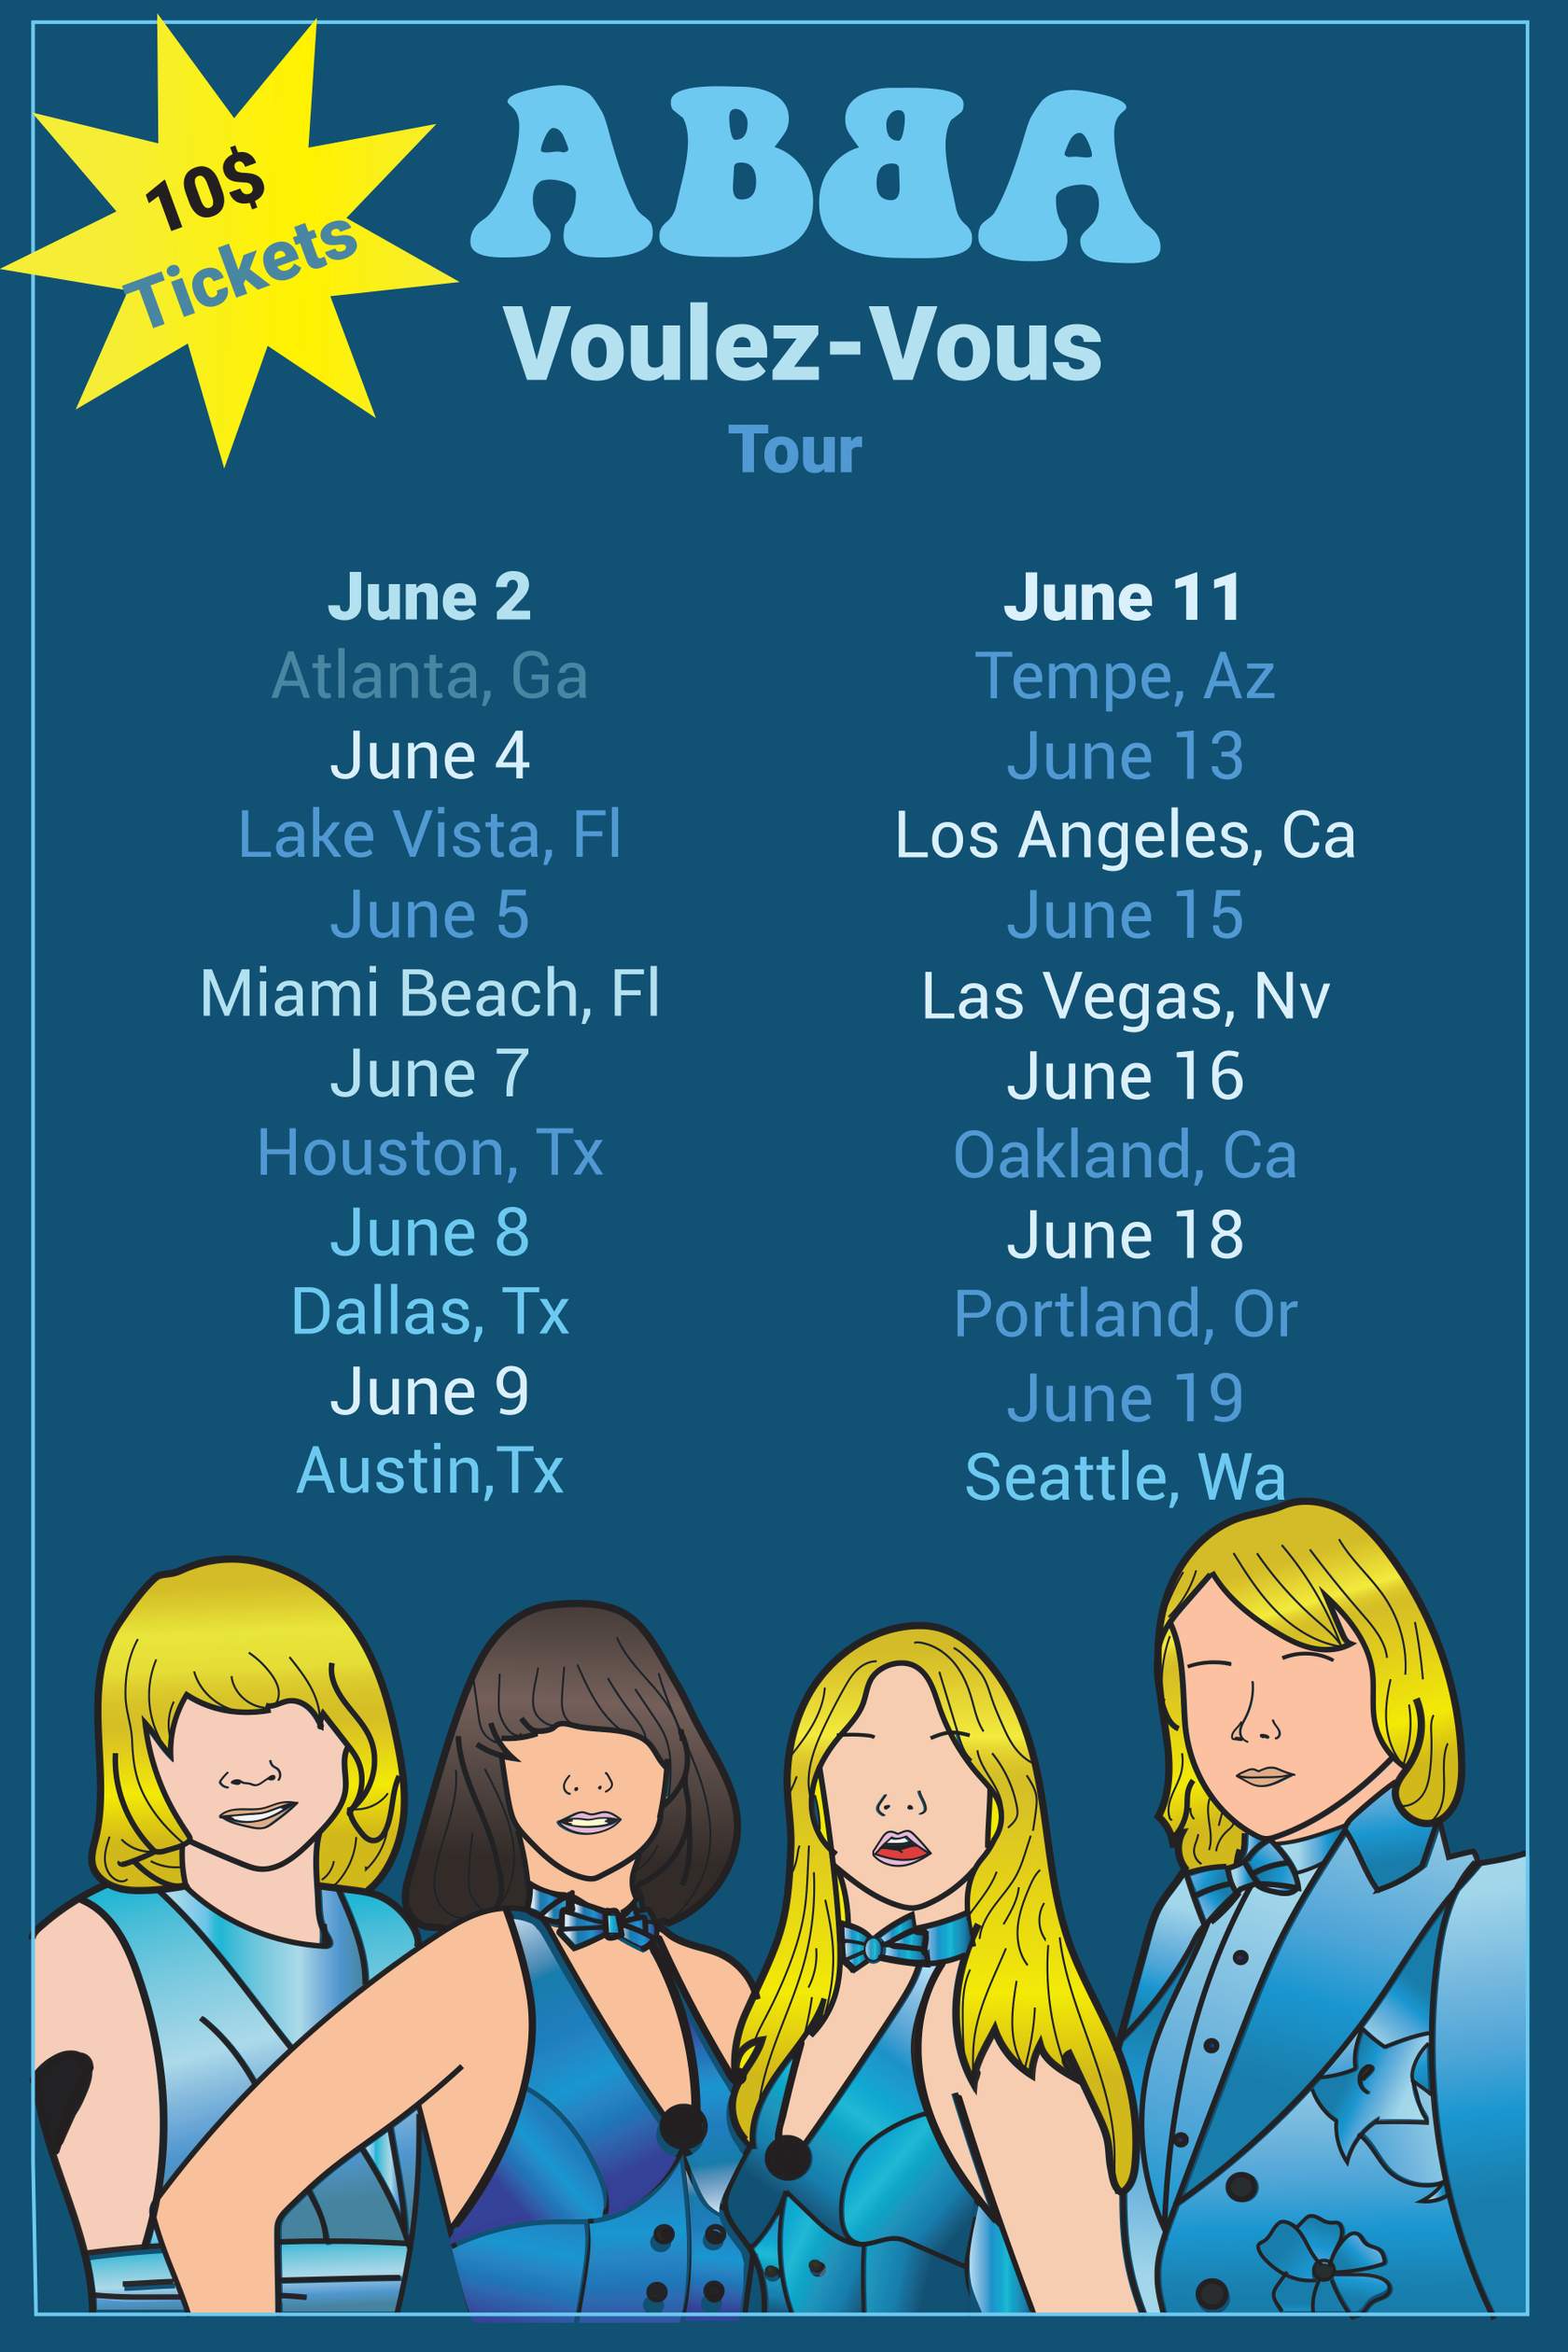 10$
Tickets
ABBA
Voulez-Vous
Tour
June 2
Atlanta, Ga
June 4
Lake Vista, Fl
June 5
Miami Beach, Fl
June 7
Houston, Tx
June 8
Dallas, Tx
June 9
Austin,Tx
June 11
Tempe, Az
June 13
Los Angeles, Ca
June 15
Las Vegas, Nv
June 16
Oakland, Ca
June 18
Portland, Or
June 19
Seattle, Wa